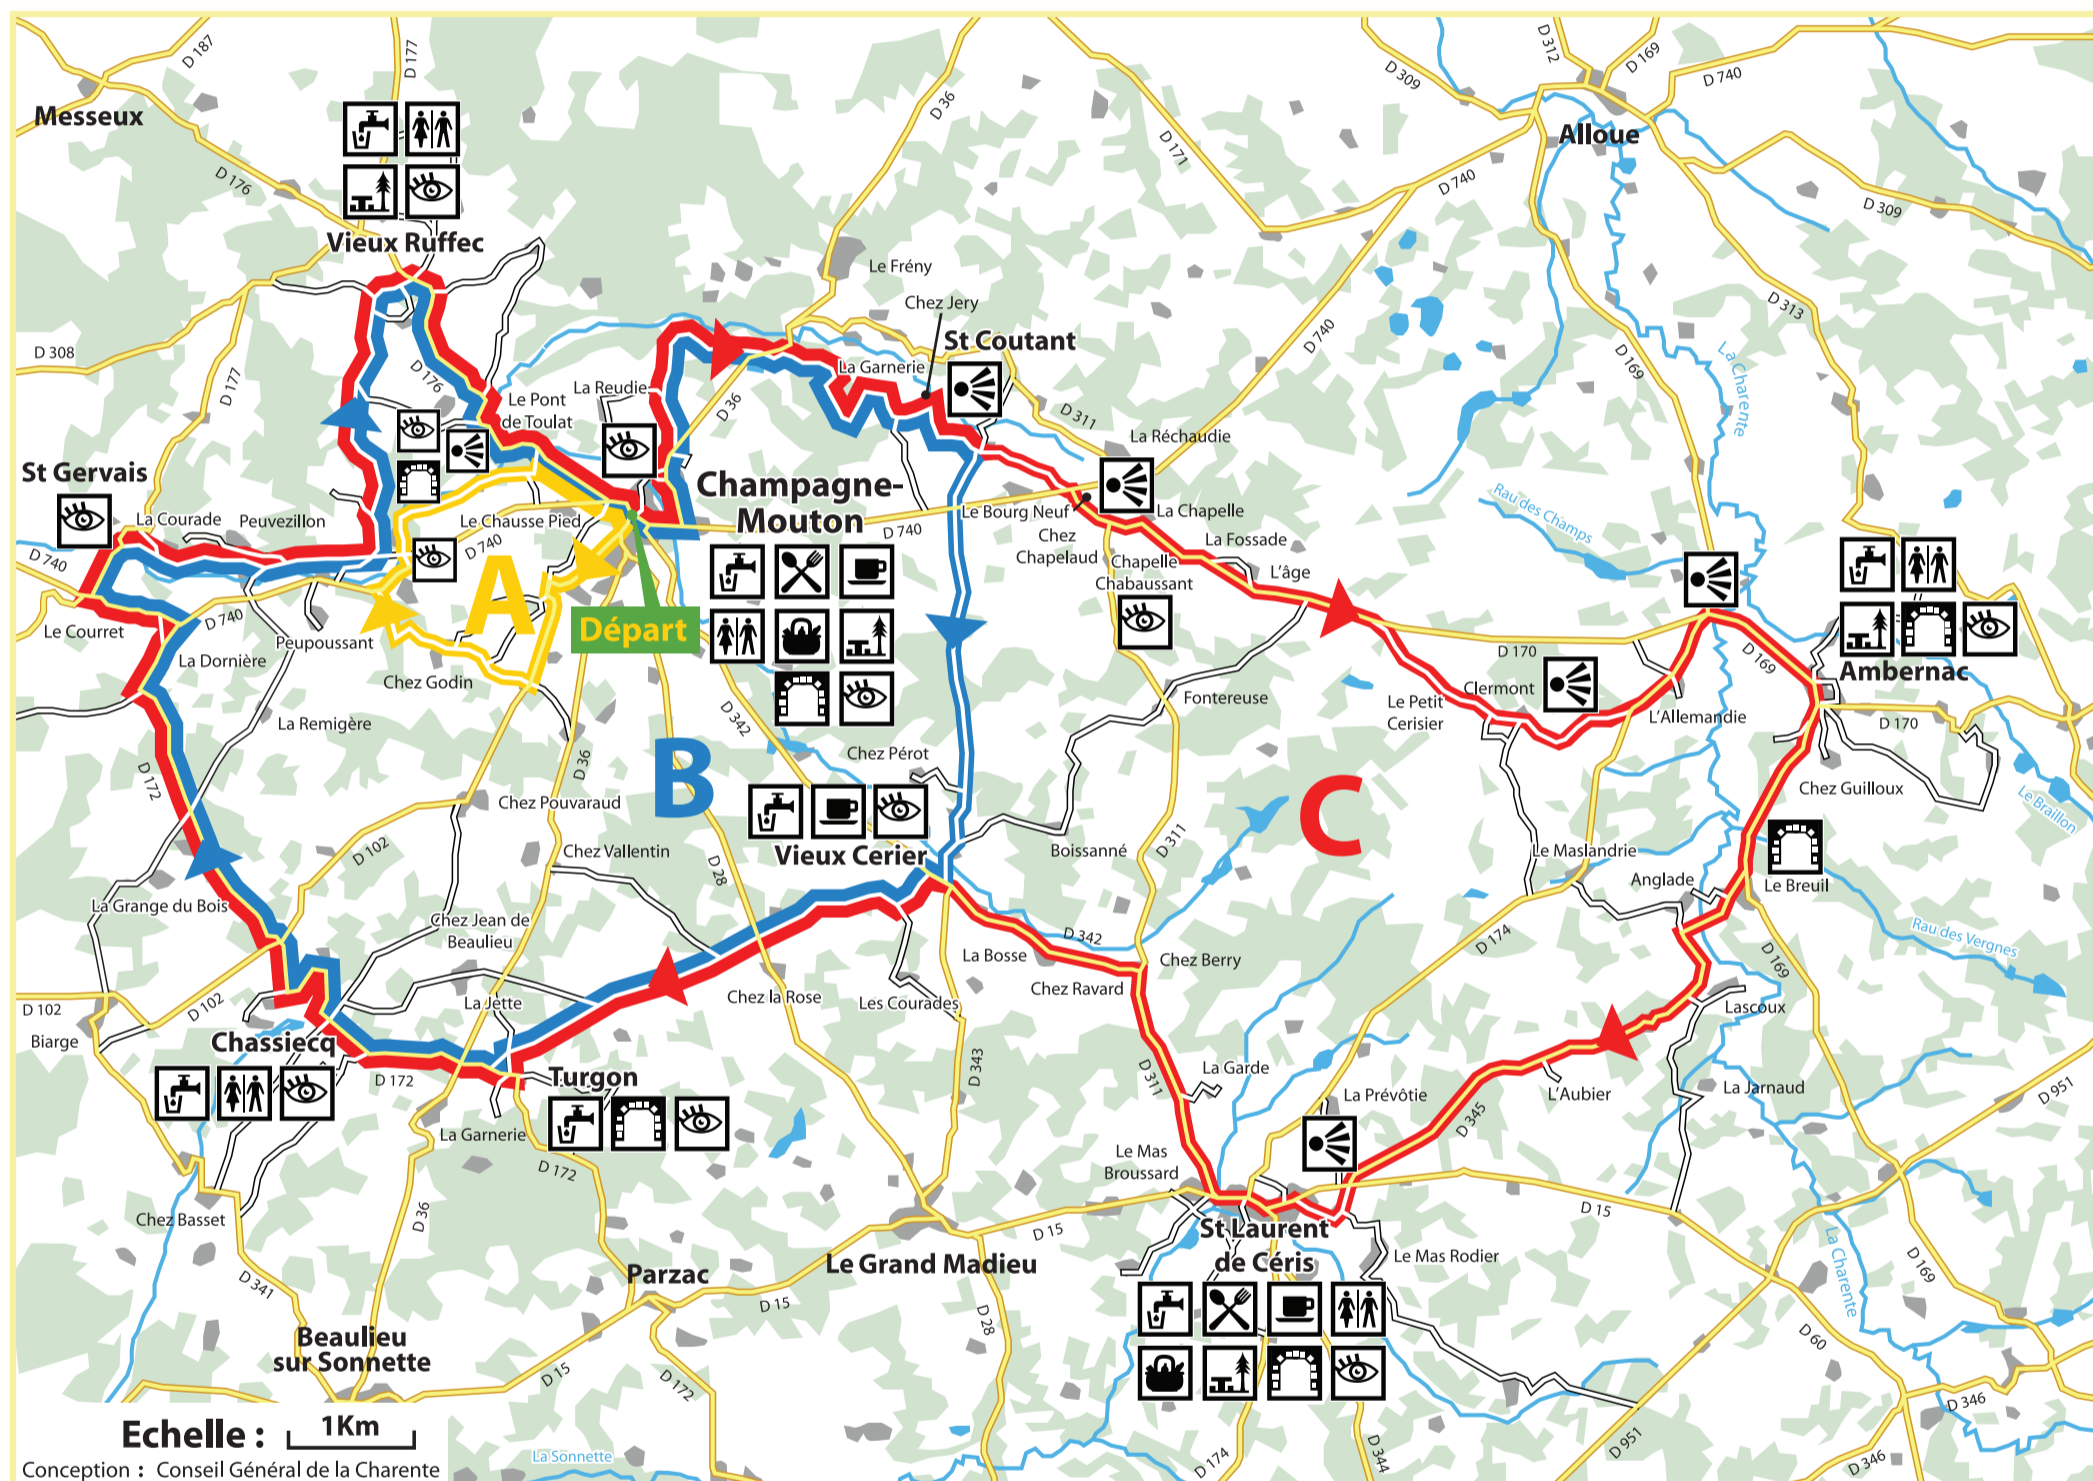 D 187
D 177
Messeux
D 176
Vieux Ruffec
D 308
D 177
D 176
Le Pont
de Toulat
La Reudie
D 36
D 36
Le Frény
Chez Jery
St Coutant
La Garnerie
D 171
D 309
D 312
D 169
D 740
Alloue
D 740
D 309
D 313
D 740
D 169
La Charente
D 311
La Réchaudie
St Gervais
La Courade
Peuvezillon
Le Chausse Pied
D 740
D 740
Champagne-
Mouton
D 740
Le Bourg Neuf
Chez
Chapelaud
La Chapelle
La Fossade
Chapelle
Chabaussant
L'âge
Rau des Champs
A
Départ
Le Courret
D 740
La Dornière
Peupoussant
Chez Godin
La Remigère
D 342
D 36
D 172
B
Chez Pérot
Fontereuse
D 170
Le Petit
Cerisier
Clermont
L'Allemandie
D 169
Ambernac
D 170
Chez Guilloux
Le Braillon
Chez Pouvaraud
Chez Vallentin
D 102
D 28
Vieux Cerier
Boissanné
D 311
C
Le Maslandrie
Anglade
Le Breuil
Rau des Vergnes
La Grange du Bois
Chez Jean de
Beaulieu
D 342
La Bosse
Chez Berry
Chez Ravard
D 174
D 169
D 102
D 102
Biarge
La Jette
Chez la Rose
Les Courades
Lascoux
Chassiecq
D 172
Turgon
D 343
D 311
La Garde
La Prévôtie
D 345
L'Aubier
La Jarnaud
D 951
La Garnerie
D 172
Le Mas
Broussard
Chez Basset
D 36
D 15
D 15
St Laurent
de Céris
Le Mas Rodier
La Charente
D 169
D 341
Parzac
Le Grand Madieu
D 15
D 28
D 60
Beaulieu
sur Sonnette
D 15
D 172
D 346
Echelle :
1Km
La Sonnette
D 174
D 344
D 951
D 346
Conception : Conseil Général de la Charente